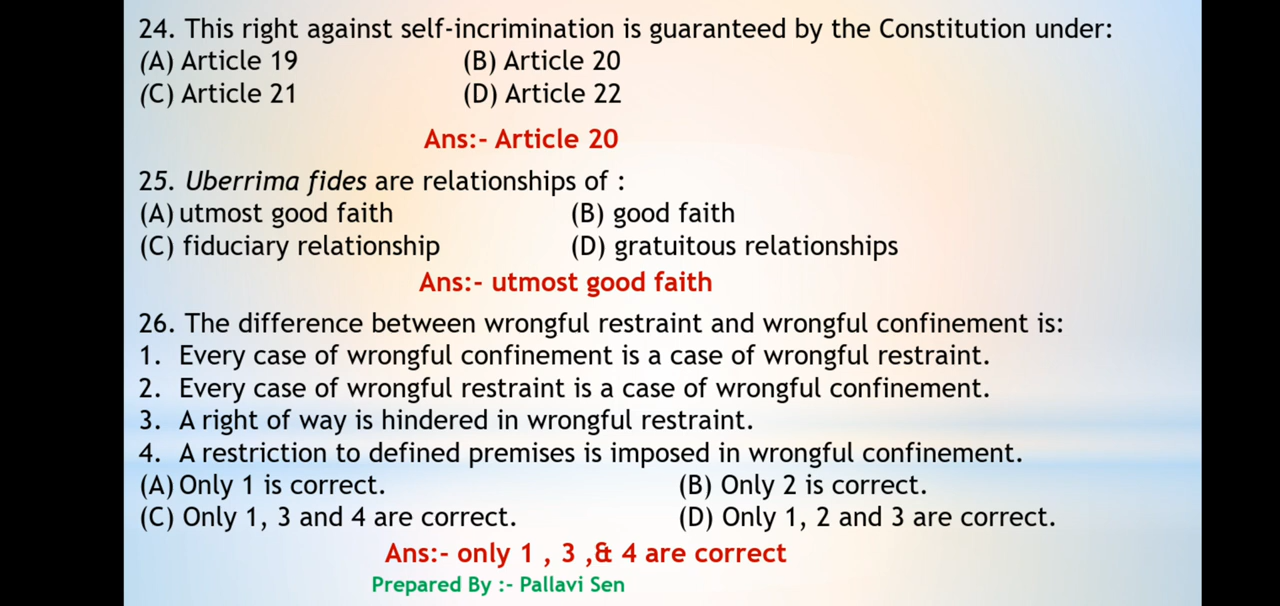 24. This right against self-incrimination is guaranteed by the Constitution under:
(A) Article 19 (B) Article 20
(C) Article 21 (D) Article 22
Ans:- Article 20
25. Uberrima fides are relationships of :
(A) utmost good faith (B) good faith
(C) fiduciary relationship (D) gratuitous relationships
Ans:- utmost good faith
26. The difference between wrongful restraint and wrongful confinement is:
1. Every case of wrongful confinement is a case of wrongful restraint.
2. Every case of wrongful restraint is a case of wrongful confinement.
3. A right of way is hindered in wrongful restraint.
4. A restriction to defined premises is imposed in wrongful confinement.
(A) Only 1 is correct. (B) Only 2 is correct.
(C) Only 1, 3 and 4 are correct. (D) Only 1, 2 and 3 are correct.
Ans:- only 1 , 3 ,& 4 are correct
Prepared By :- Pallavi Sen